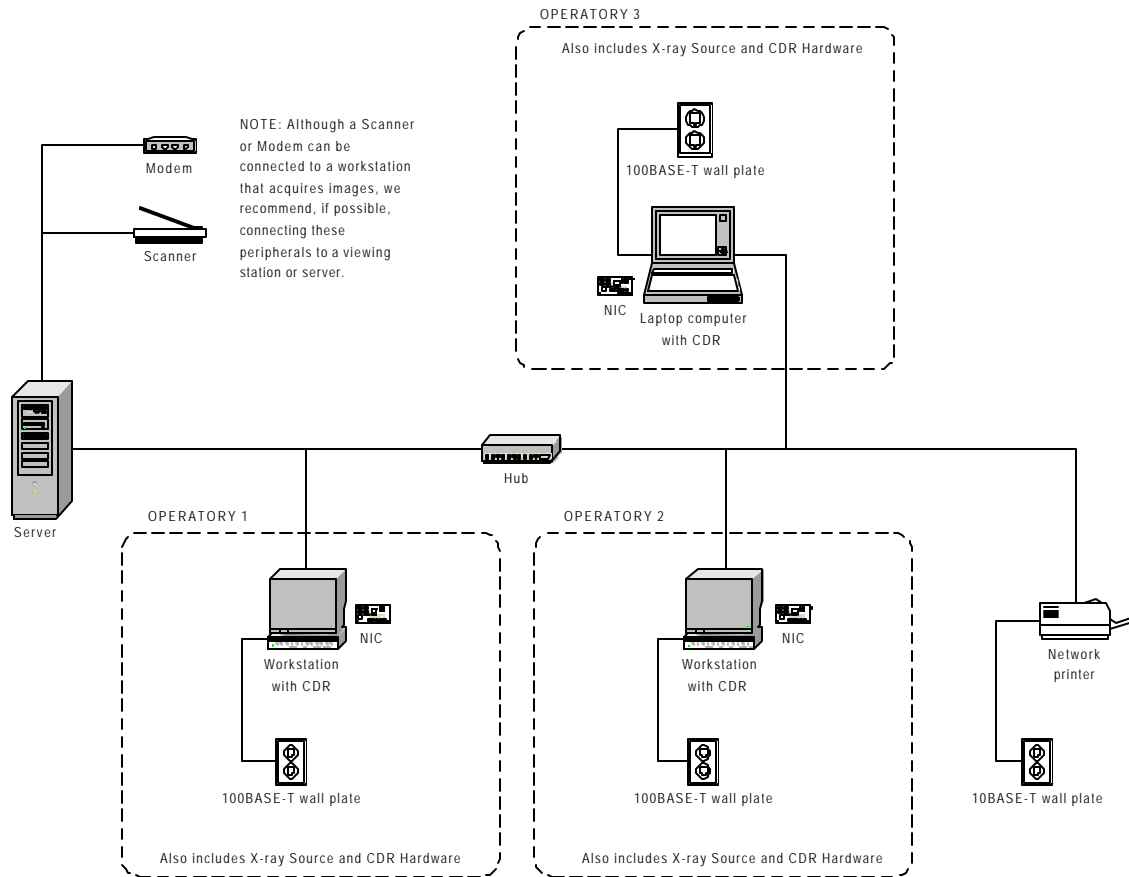 OPERATORY 3
Also includes X-ray Source and CDR Hardware
100BASE-T wall plate
NIC
Laptop computer
with CDR
Modem
Scanner
NOTE: Although a Scanner
or Modem can be
connected to a workstation
that acquires images, we
recommend, if possible,
connecting these
peripherals to a viewing
station or server.
Server
Hub
OPERATORY 1
NIC
Workstation
with CDR
100BASE-T wall plate
Also includes X-ray Source and CDR Hardware
OPERATORY 2
NIC
Workstation
with CDR
100BASE-T wall plate
Also includes X-ray Source and CDR Hardware
Network
printer
10BASE-T wall plate